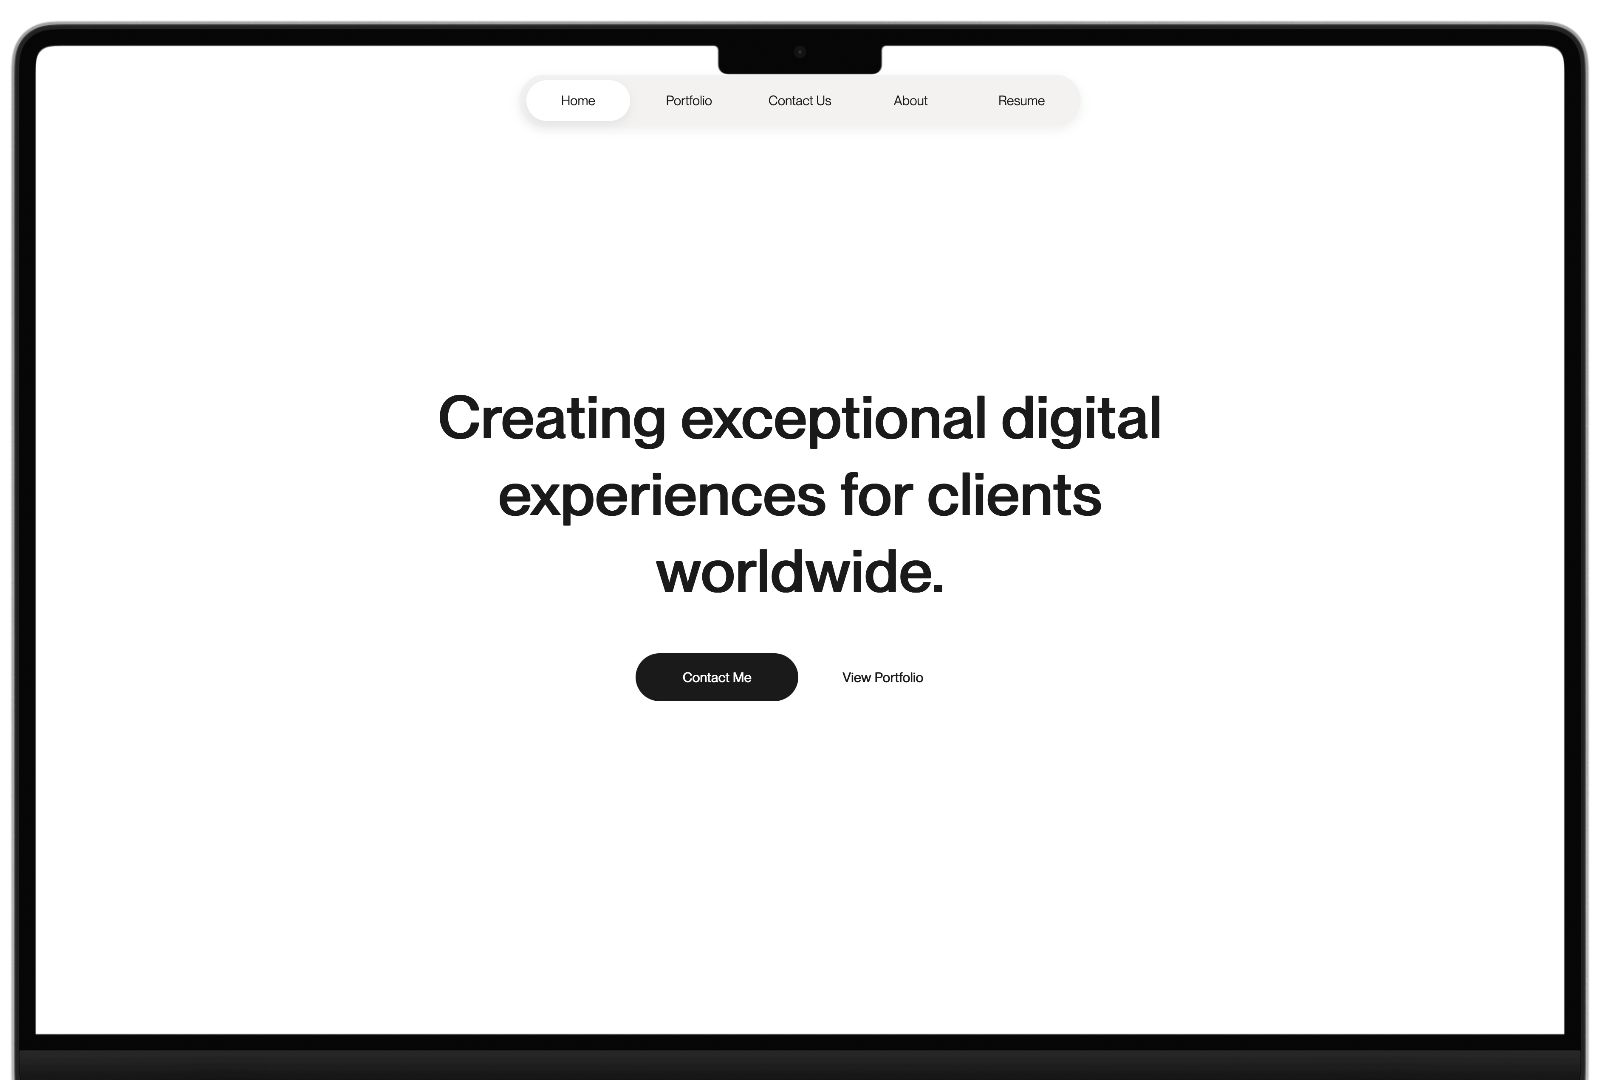 Home Portfolio Contact Us About Resume
Creating exceptional digital
experiences for clients
worldwide.
Contact Me View Portfolio